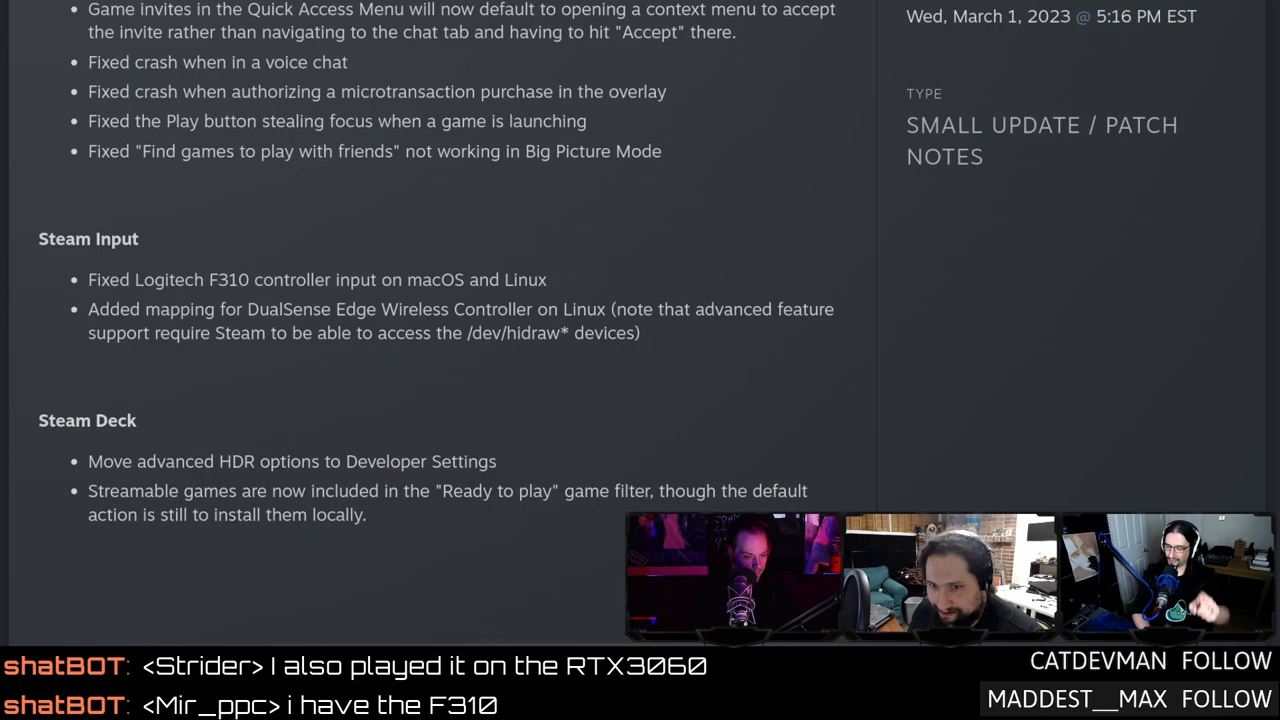 Game invites in the Quick Access Menu will now default to opening a context menu to accept
the invite rather than navigating to the chat tab and having to hit "Accept" there.
Fixed crash when in a voice chat
Fixed crash when authorizing a microtransaction purchase in the overlay
Fixed the Play button stealing focus when a game is launching
Fixed "Find games to play with friends" not working in Big Picture Mode
Steam Input
Fixed Logitech F310 controller input on macOS and Linux
Added mapping for DualSense Edge Wireless Controller on Linux (note that advanced feature
support require Steam to be able to access the /dev/hidraw* devices)
Steam Deck
Move advanced HDR options to Developer Settings
Streamable games are now included in the "Ready to play" game filter, though the default
action is still to install them locally.
Wed, March 1, 2023 @ 5:16 PM EST
TYPE
SMALL UPDATE / PATCH
NOTES
shatBOT: <Strider> I also played it on the RTX3060
shatBOT: <Mir_ppc> i have the F310
CATDEVMAN FOLLOW
MADDEST__MAX FOLLOW